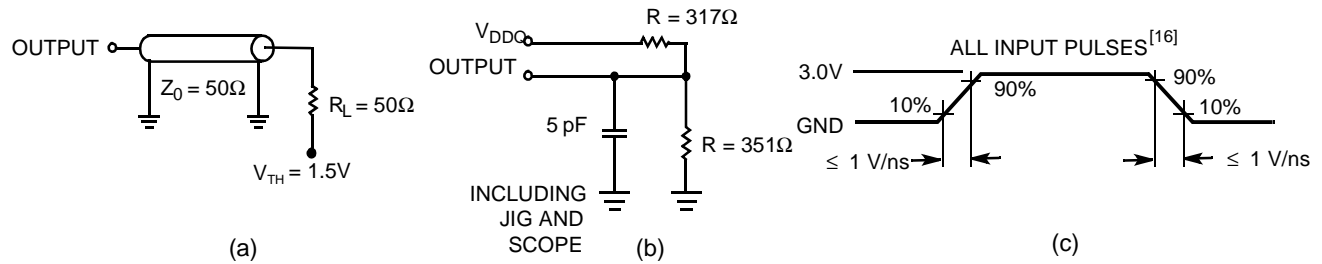 OUTPUT
Z0 = 50Ω
RL = 50Ω
VTH = 1.5V
(a)
R = 317Ω
VDDQ
OUTPUT
5 pF
R = 351Ω
INCLUDING
JIG AND
SCOPE
(b)
ALL INPUT PULSES[16]
3.0V
90%
90%
10%
10%
GND
≤ 1 V/ns
≤ 1 V/ns
(c)